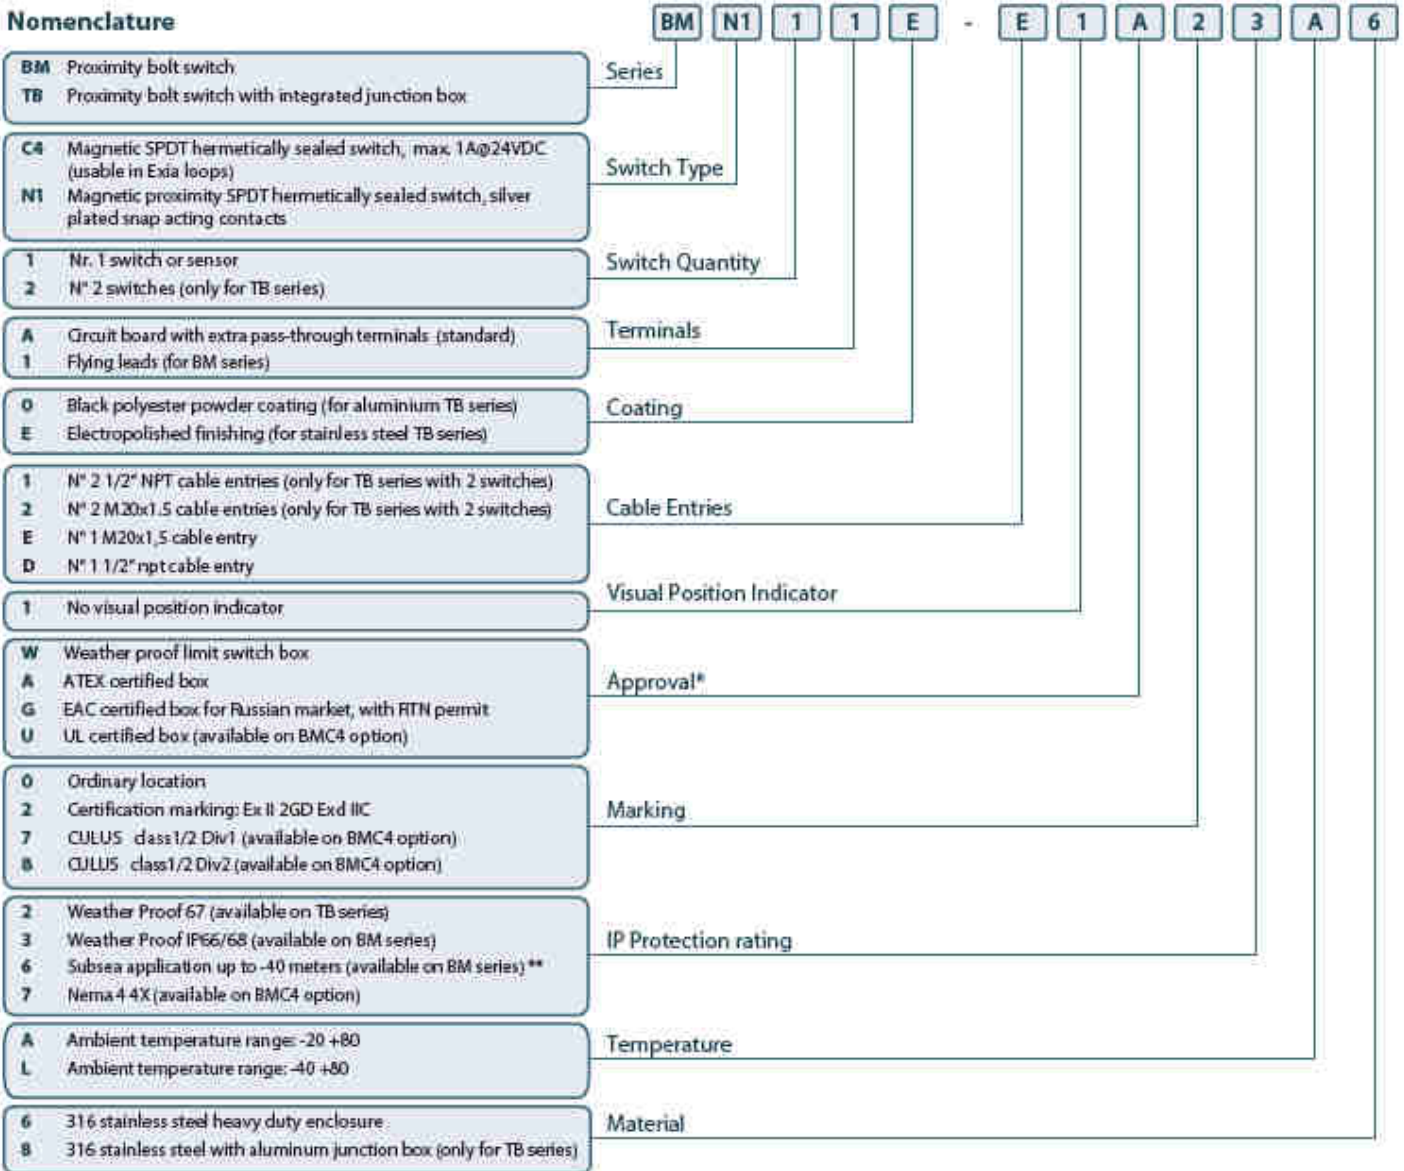 Nomenclature BM N1 1 1 E - E 1 A 2 3 A 6
BM Proximity bolt switch
TB Proximity bolt switch with integrated junction box
Series
C4 Magnetic SPDT hermetically sealed switch, max. 1A@24VDC
(usable in Exia loops)
N1 Magnetic proximity SPDT hermetically sealed switch, silver
plated snap acting contacts
Switch Type
1 Nr. 1 switch or sensor
2 N° 2 switches (only for TB series)
Switch Quantity
A Circuit board with extra pass-through terminals (standard)
1 Flying leads (for BM series)
Terminals
0 Black polyester powder coating (for aluminium TB series)
E Electropolished finishing (for stainless steel TB series)
Coating
1 N° 2 1/2" NPT cable entries (only for TB series with 2 switches)
2 N° 2 M20x1.5 cable entries (only for TB series with 2 switches)
E N° 1 M20x1,5 cable entry
D N° 1 1/2" npt cable entry
Cable Entries
1 No visual position indicator
Visual Position Indicator
W Weather proof limit switch box
A ATEX certified box
G EAC certified box for Russian market, with RTN permit
U UL certified box (available on BMC4 option)
Approval*
0 Ordinary location
2 Certification marking: Ex II 2GD Exd IIC
7 CULUS class1/2 Div1 (available on BMC4 option)
8 CULUS class1/2 Div2 (available on BMC4 option)
Marking
2 Weather Proof 67 (available on TB series)
3 Weather Proof IP66/68 (available on BM series)
6 Subsea application up to -40 meters (available on BM series) **
7 Nema 4 4X (available on BMC4 option)
IP Protection rating
A Ambient temperature range: -20 +80
L Ambient temperature range: -40 +80
Temperature
6 316 stainless steel heavy duty enclosure
8 316 stainless steel with aluminum junction box (only for TB series)
Material